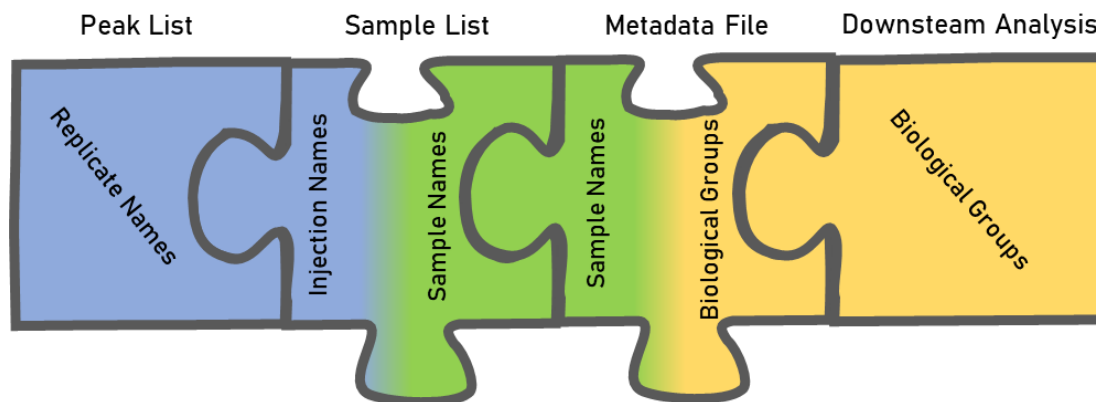 Peak List
Sample List
Metadata File
Downsteam Analysis
Replicate Names
Injection Names
Sample Names
Sample Names
Biological Groups
Biological Groups